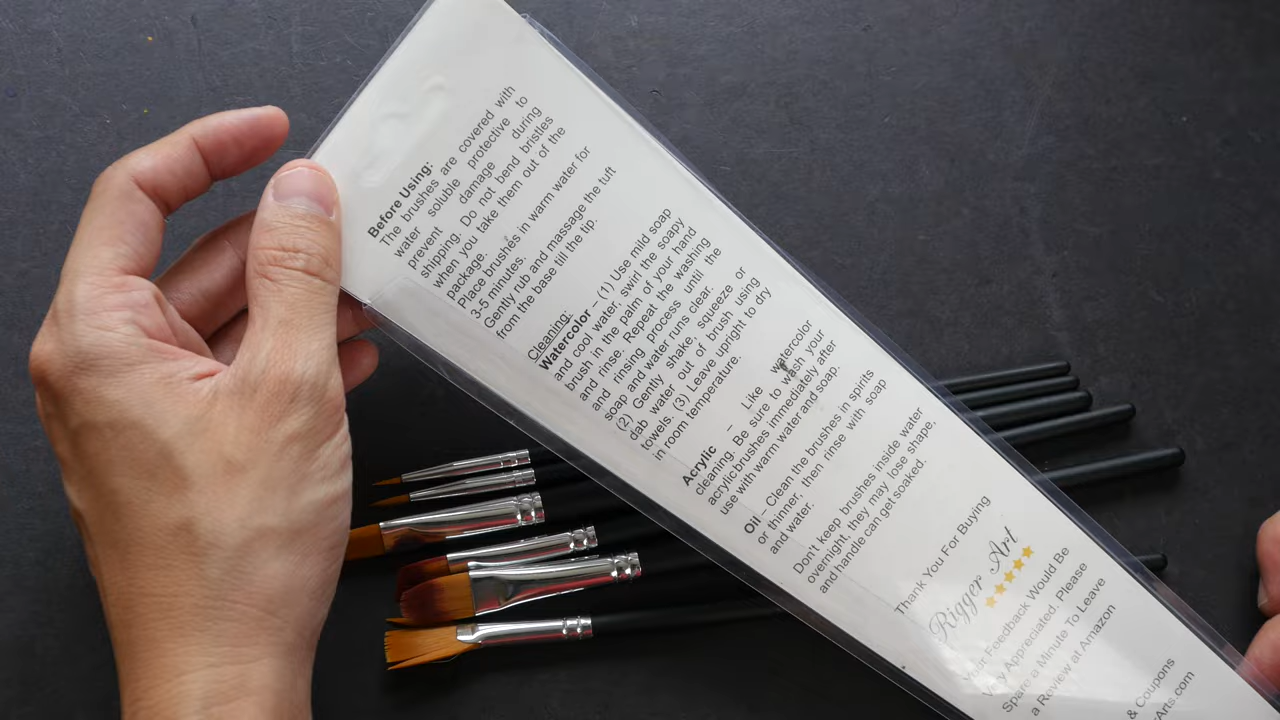 Before Using:
The brushes are covered with
water soluble protective to
prevent damage during
shipping. Do not bend bristles
when you take them out of the
package.
Place brushes in warm water for
3-5 minutes.
Gently rub and massage the tuft
from the base till the tip.
Cleaning:
Watercolor – (1) Use mild soap
and cool water, swirl the soapy
brush in the palm of your hand
and rinse. Repeat the washing
and rinsing process until the
soap and water runs clear.
(2) Gently shake, squeeze or
dab water out of brush using
towels. (3) Leave upright to dry
in room temperature.
Acrylic – Like watercolor
cleaning. Be sure to wash your
acrylic brushes immediately after
use with warm water and soap.
Oil – Clean the brushes in spirits
or thinner, then rinse with soap
and water.
Don't keep brushes inside water
overnight, they may lose shape,
and handle can get soaked.
Thank You For Buying
Rigger Art
Your Feedback Would Be
Very Appreciated. Please
Spare a Minute To Leave
a Review at Amazon
& Coupons
Arts.com